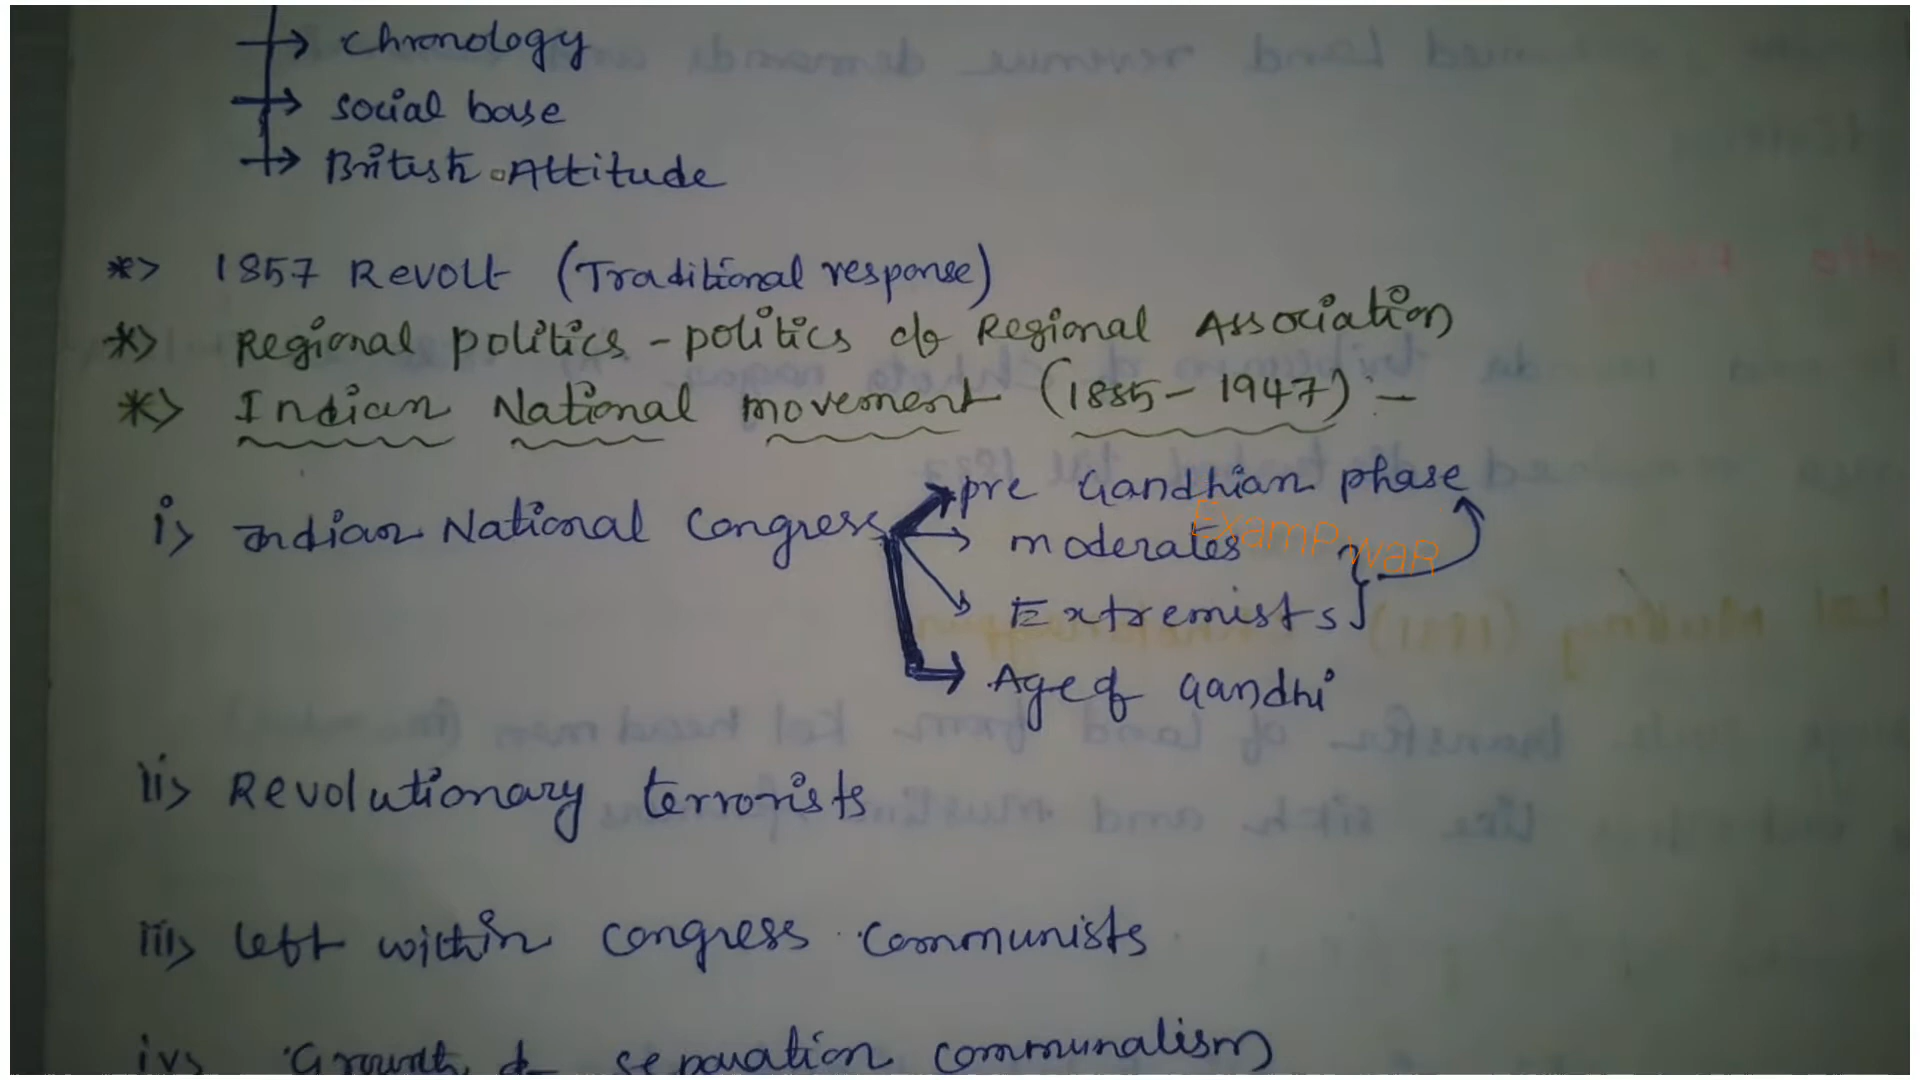 chronology
social base
British Attitude
*> 1857 Revolt (Traditional response)
*> Regional politics - politics of Regional Association
*> Indian National movement (1885 - 1947) -
i> Indian National Congress
pre Gandhian phase
moderates
Extremists
Age of Gandhi
ExamPwaR
ii> Revolutionary terrorists
iii> left within congress communists
iv> Growth & separation communalism